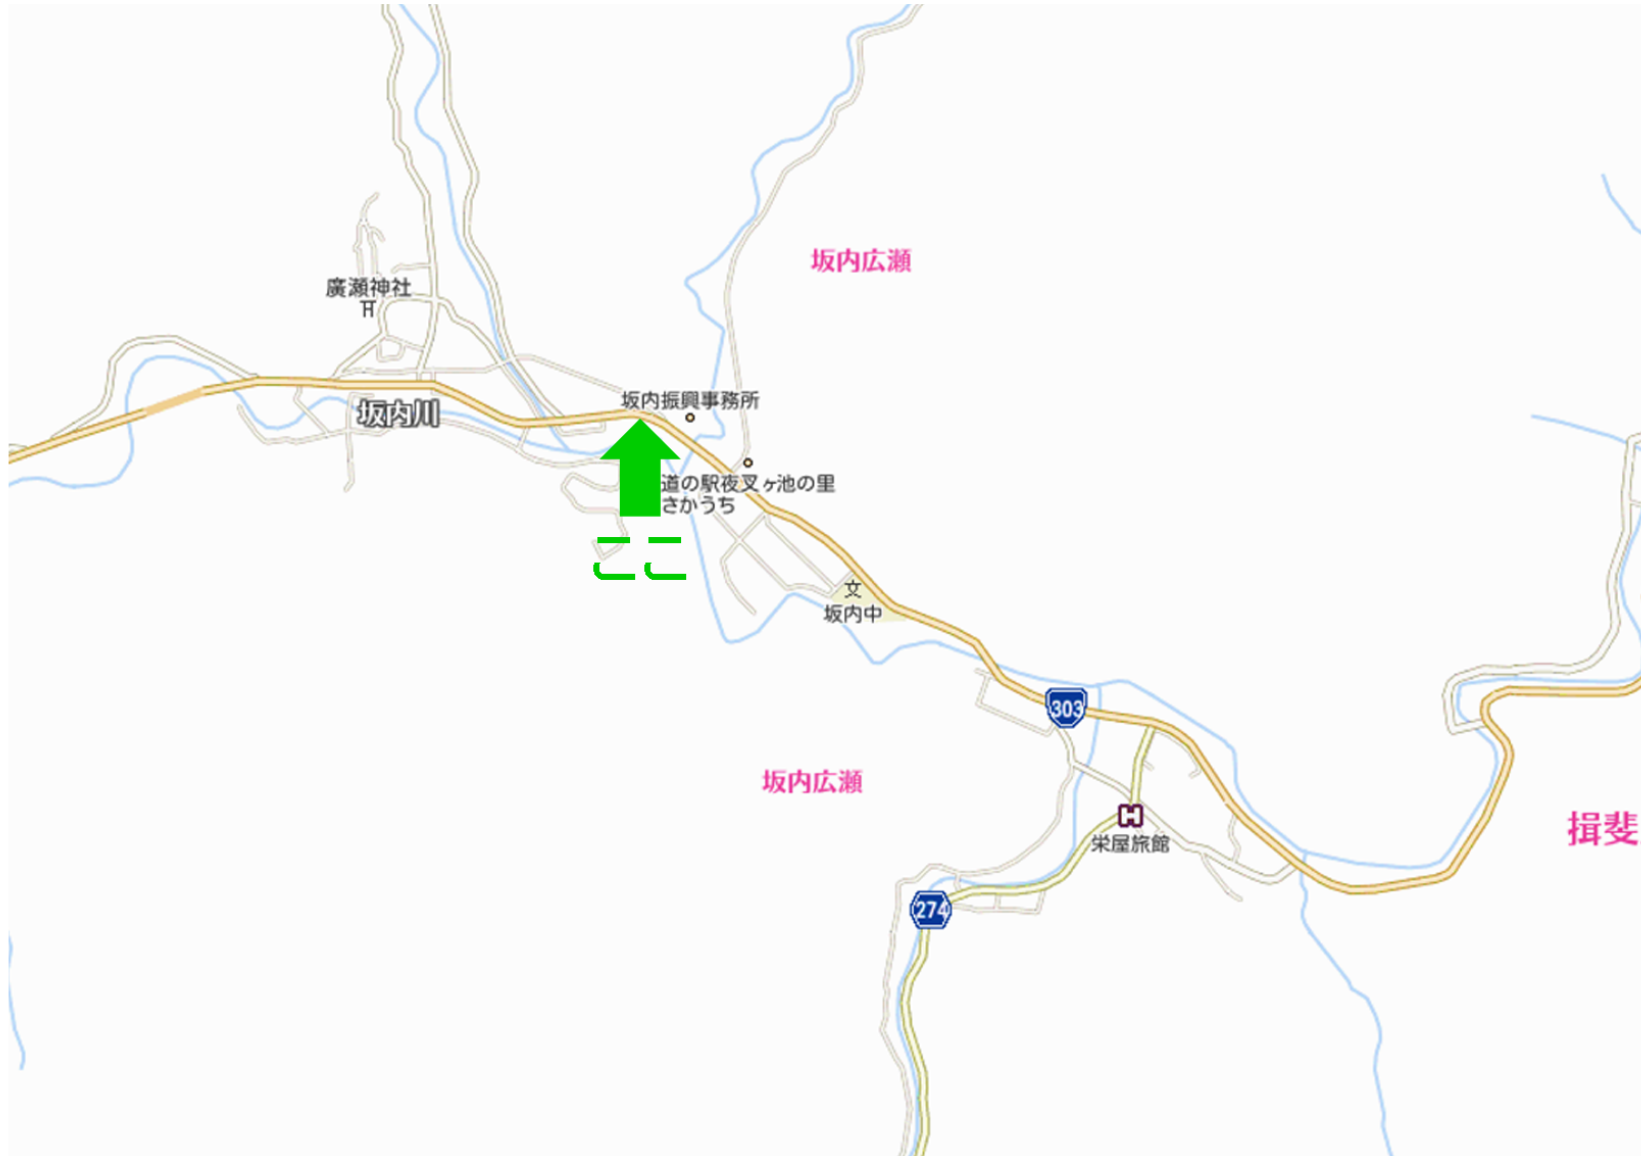 坂内広瀬
廣瀬神社
坂内振興事務所
坂内川
道の駅夜叉ヶ池の里
さかうち
ここ
文
坂内中
303
坂内広瀬
揖斐
栄屋旅館
274